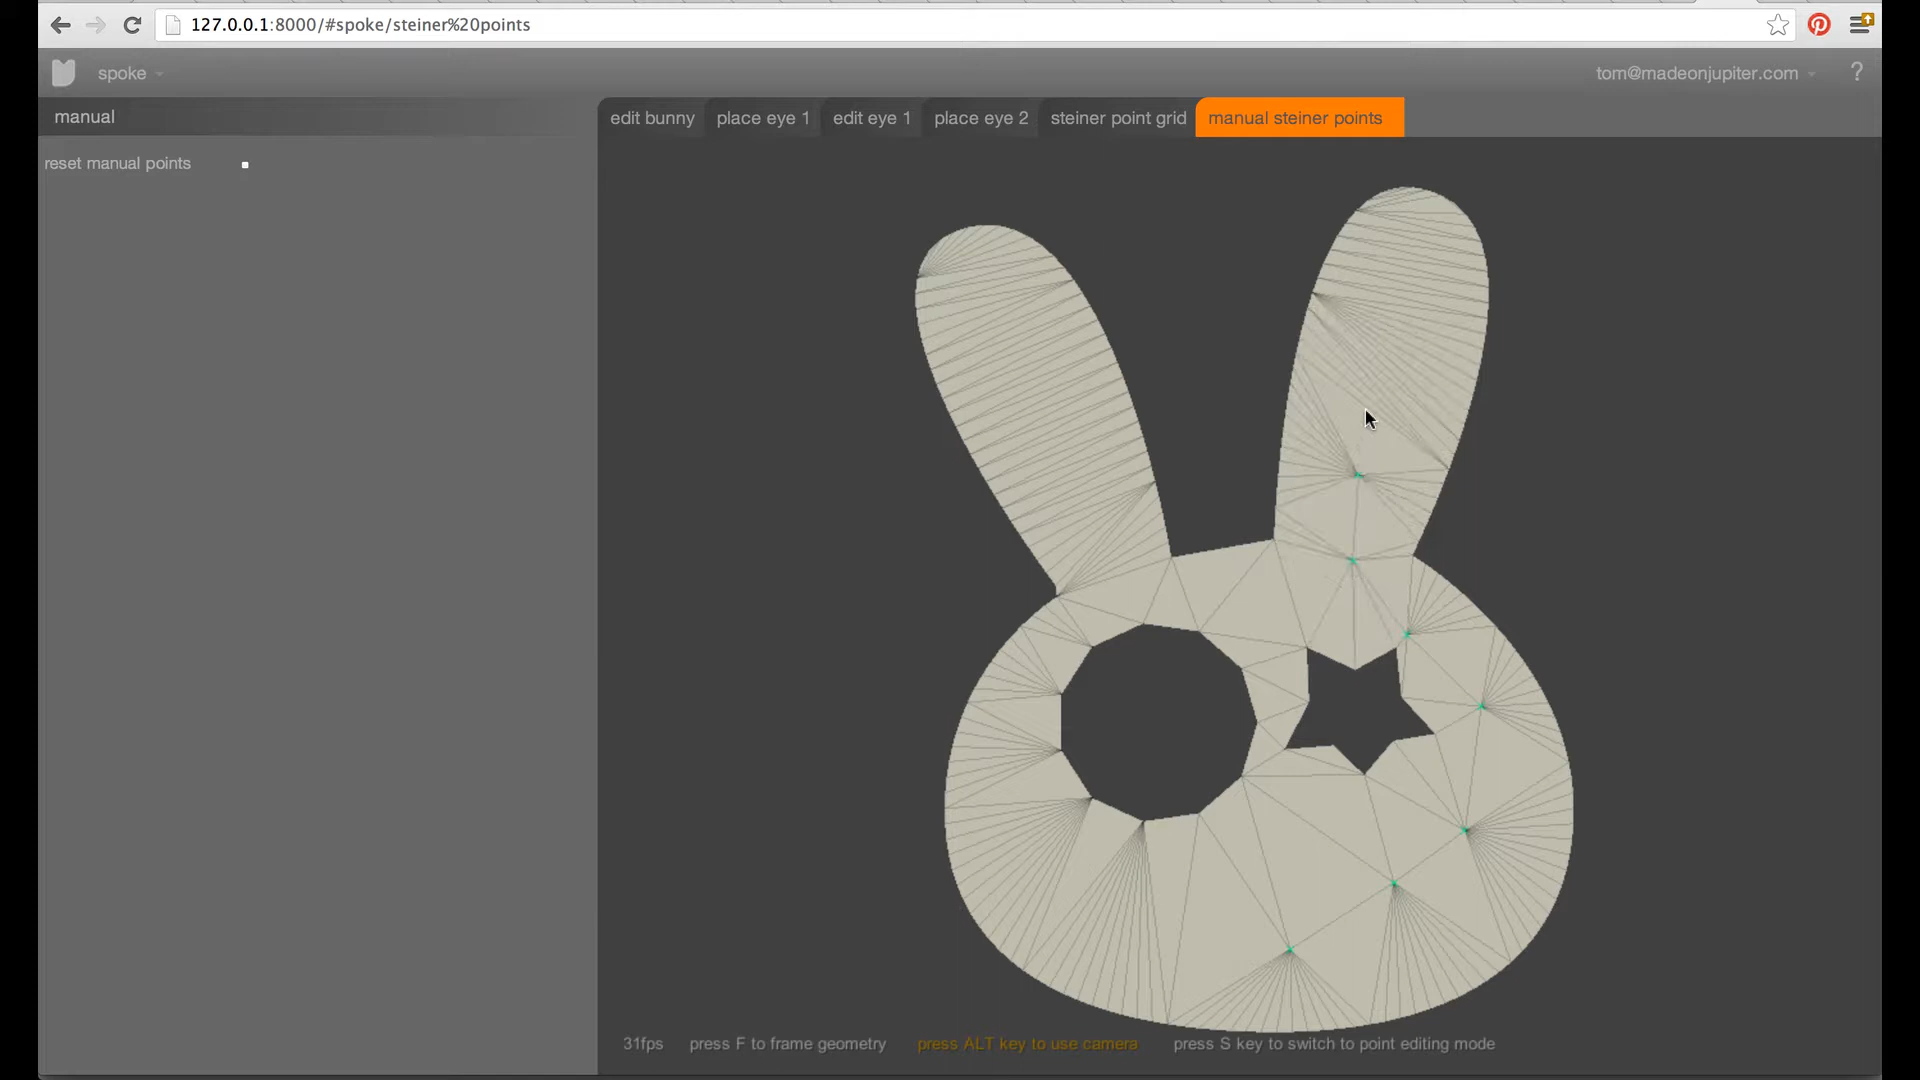 127.0.0.1:8000/#spoke/steiner%20points
spoke
tom@madeonjupiter.com
?
manual
edit bunny
place eye 1
edit eye 1
place eye 2
steiner point grid
manual steiner points
reset manual points
31fps
press F to frame geometry
press ALT key to use camera
press S key to switch to point editing mode